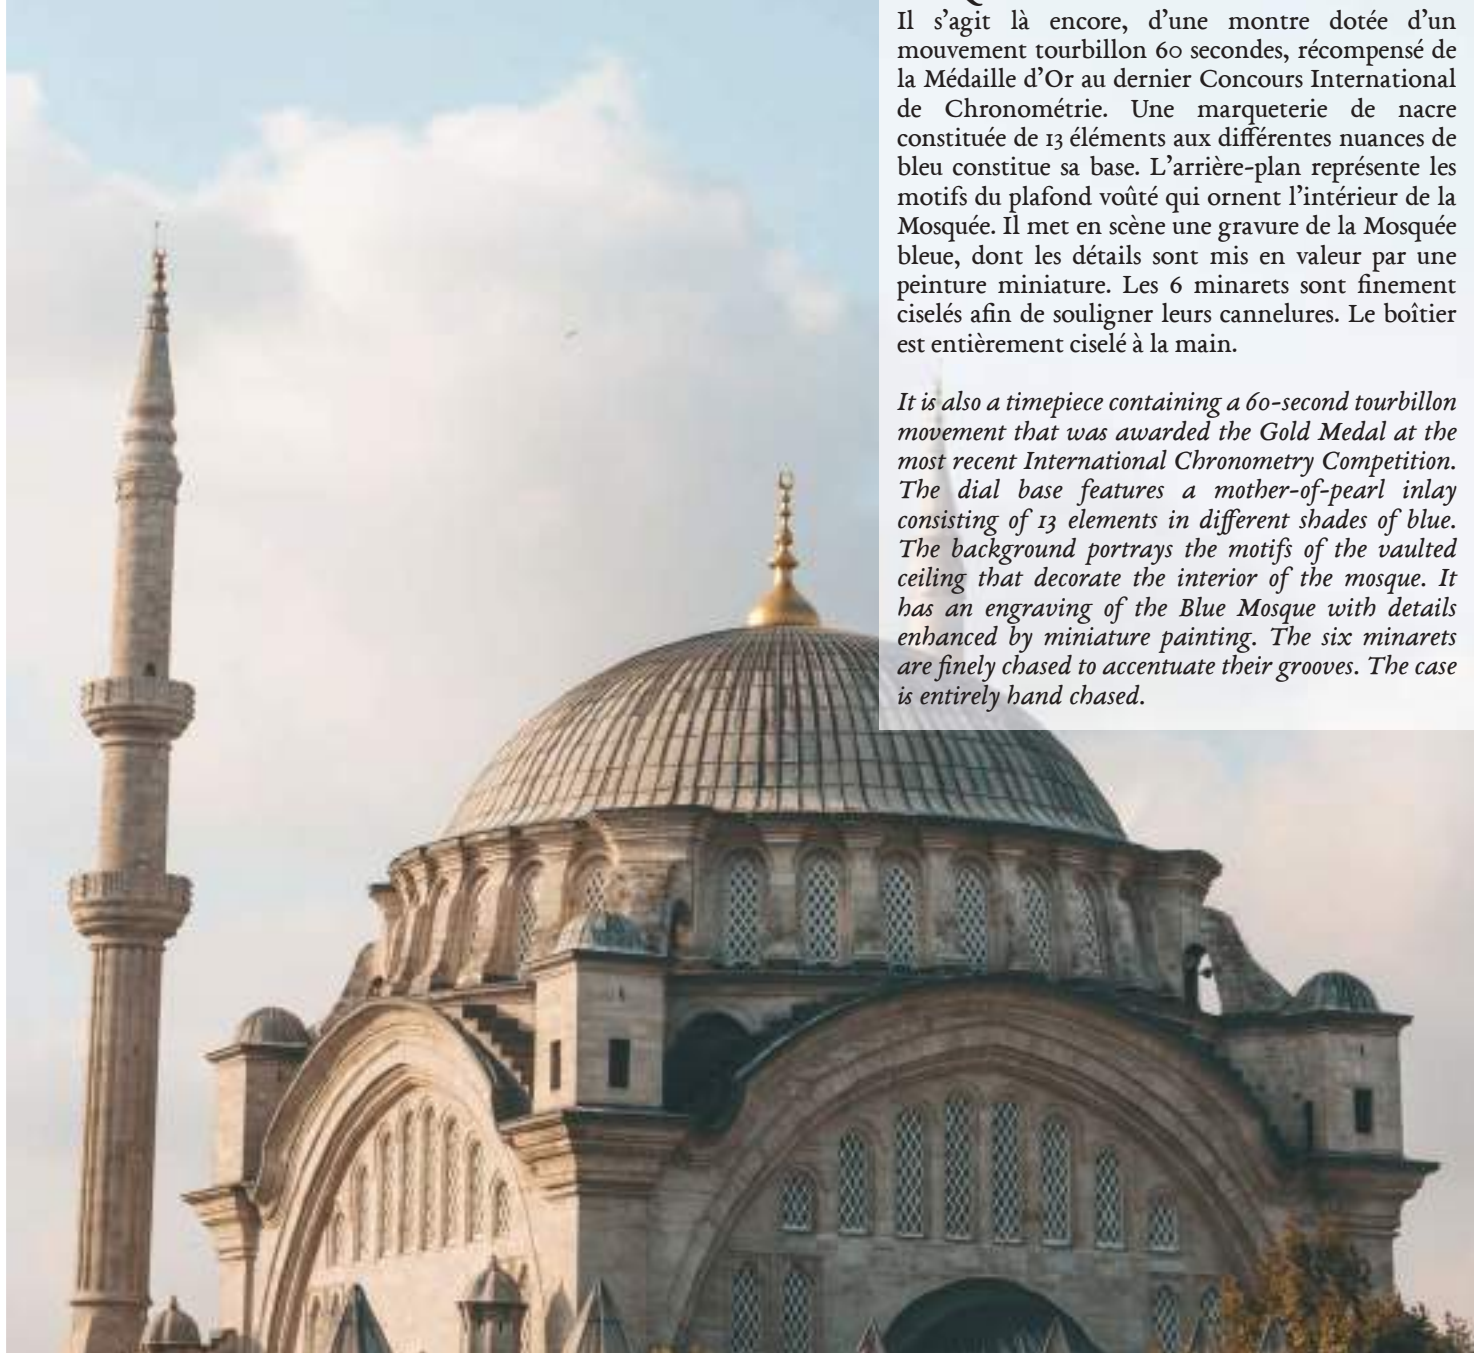 Il s’agit là encore, d’une montre dotée d’un
mouvement tourbillon 60 secondes, récompensé de
la Médaille d’Or au dernier Concours International
de Chronométrie. Une marqueterie de nacre
constituée de 13 éléments aux différentes nuances de
bleu constitue sa base. L’arrière-plan représente les
motifs du plafond voûté qui ornent l’intérieur de la
Mosquée. Il met en scène une gravure de la Mosquée
bleue, dont les détails sont mis en valeur par une
peinture miniature. Les 6 minarets sont finement
ciselés afin de souligner leurs cannelures. Le boîtier
est entièrement ciselé à la main.
It is also a timepiece containing a 60-second tourbillon
movement that was awarded the Gold Medal at the
most recent International Chronometry Competition.
The dial base features a mother-of-pearl inlay
consisting of 13 elements in different shades of blue.
The background portrays the motifs of the vaulted
ceiling that decorate the interior of the mosque. It
has an engraving of the Blue Mosque with details
enhanced by miniature painting. The six minarets
are finely chased to accentuate their grooves. The case
is entirely hand chased.